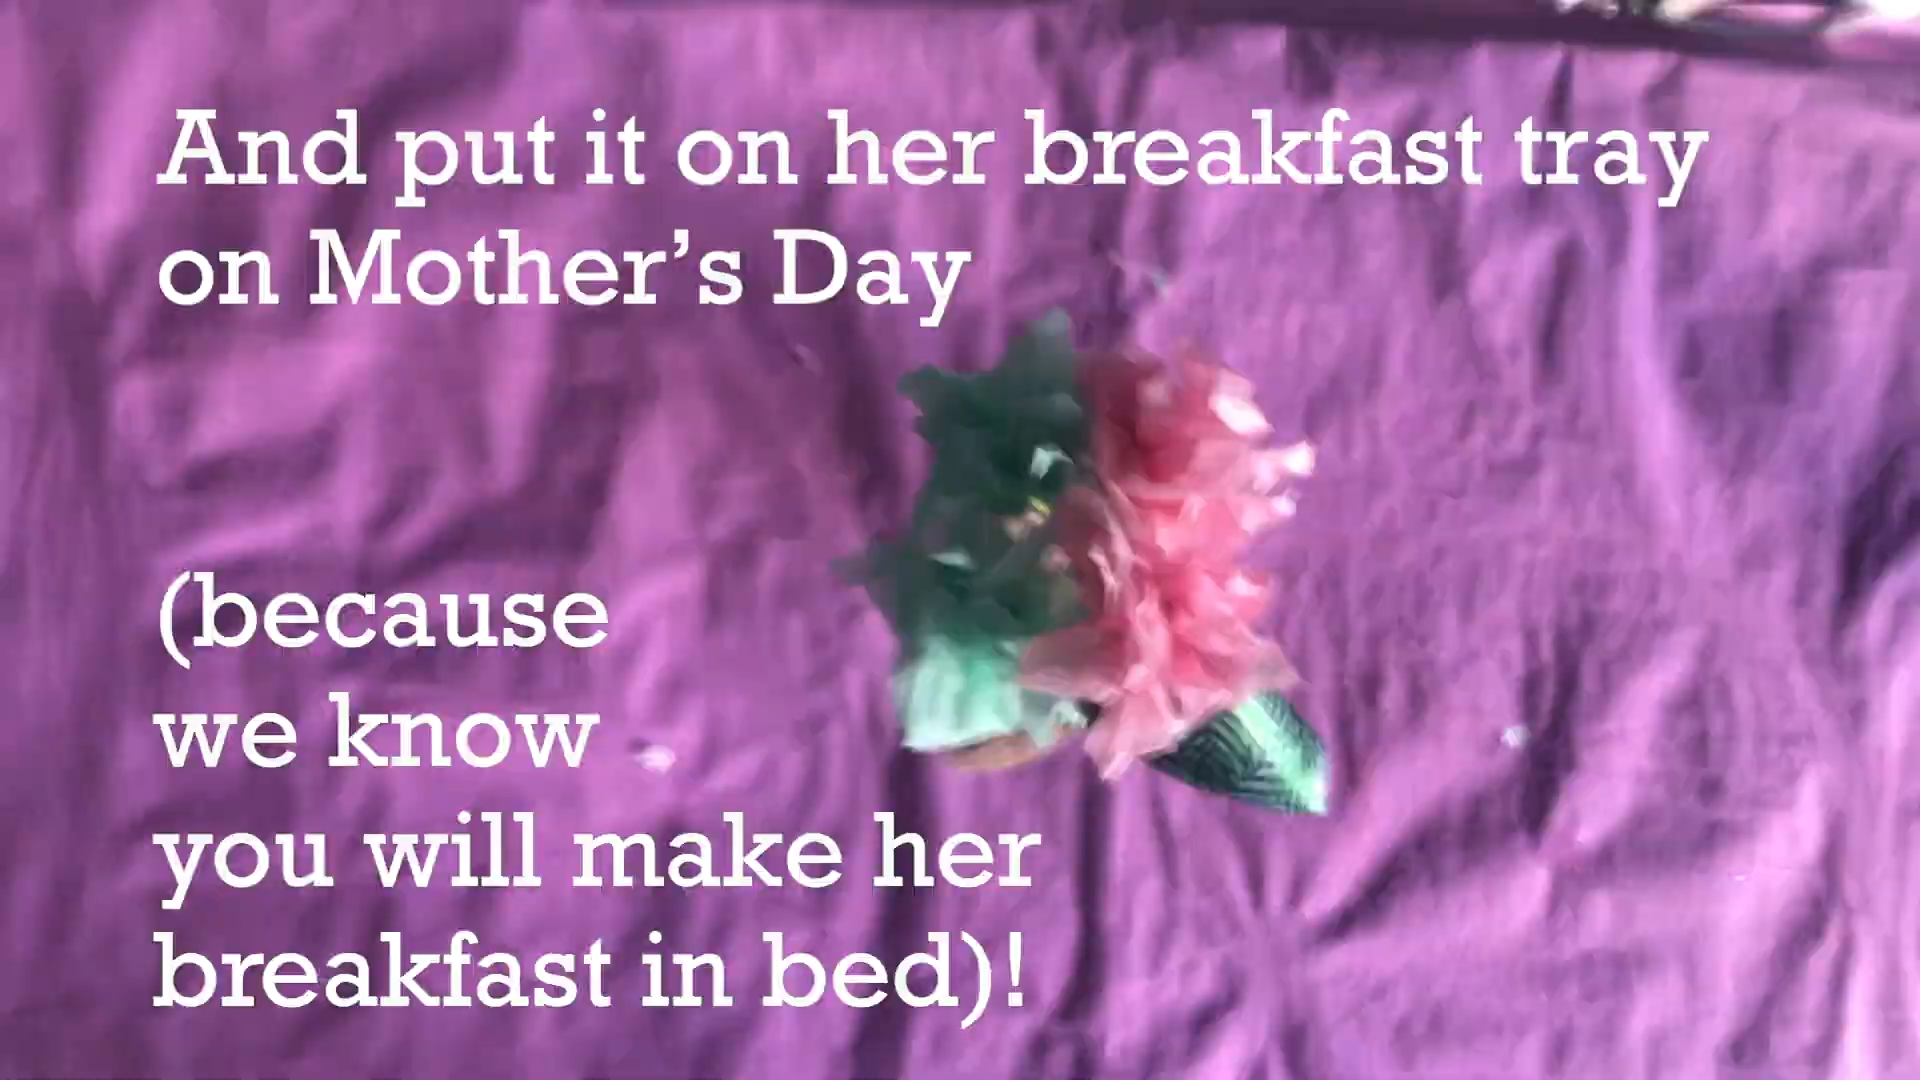 And put it on her breakfast tray
on Mother’s Day
(because
we know
you will make her
breakfast in bed)!